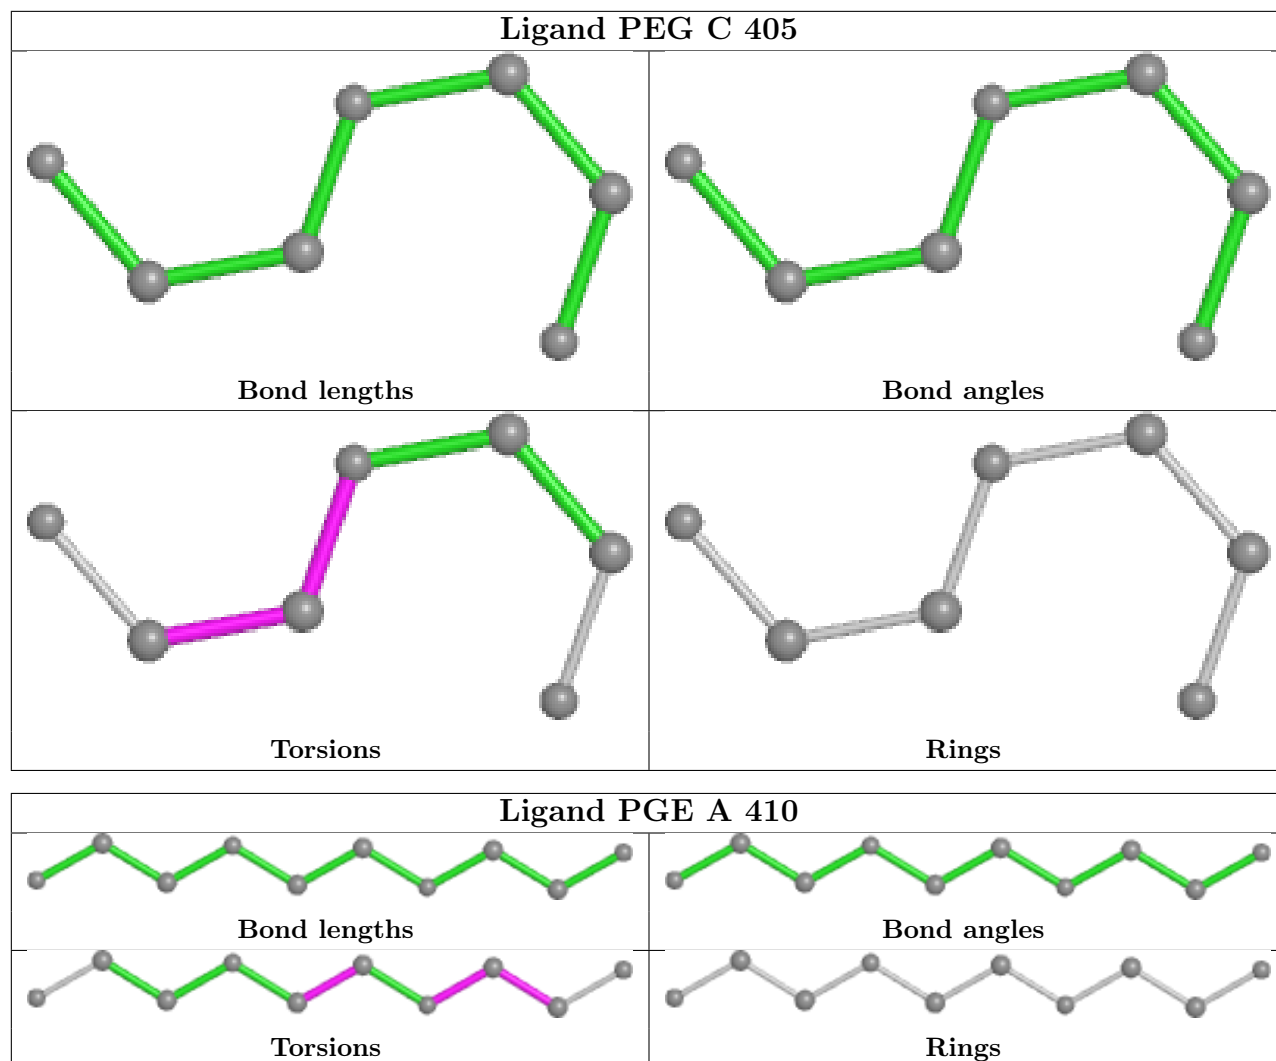 Ligand PEG C 405
Bond lengths
Bond angles
Torsions
Rings
Ligand PGE A 410
Bond lengths
Bond angles
Torsions
Rings